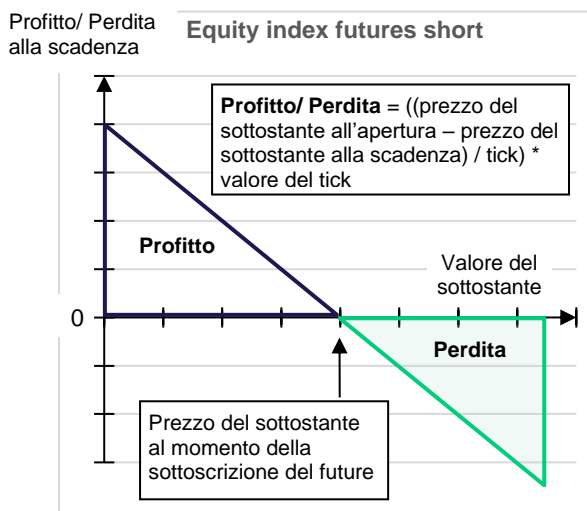 Profitto/ Perdita
alla scadenza
Equity index futures short
Profitto/ Perdita = ((prezzo del
sottostante all’apertura – prezzo del
sottostante alla scadenza) / tick) *
valore del tick
Profitto
Valore del
sottostante
0
Perdita
Prezzo del sottostante
al momento della
sottoscrizione del future